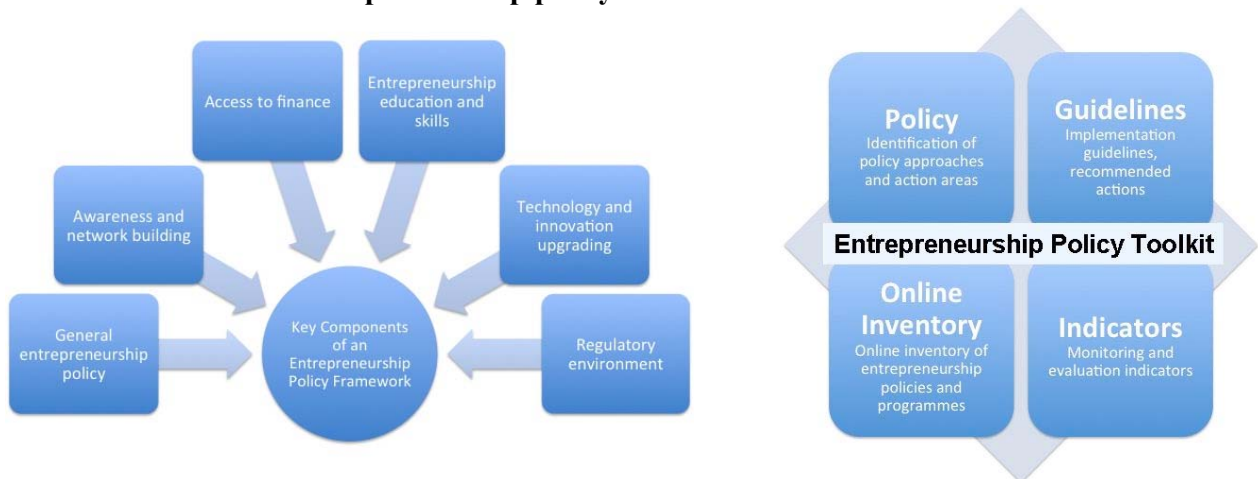 Access to finance
Entrepreneurship
education and
skills
Awareness and
network building
Technology and
innovation
upgrading
General
entrepreneurship
policy
Key Components
of an
Entrepreneurship
Policy Framework
Regulatory
environment
Policy
Identification of
policy approaches
and action areas
Guidelines
Implementation
guidelines,
recommended
actions
Entrepreneurship Policy Toolkit
Online
Inventory
Online inventory of
entrepreneurship
policies and
programmes
Indicators
Monitoring and
evaluation indicators